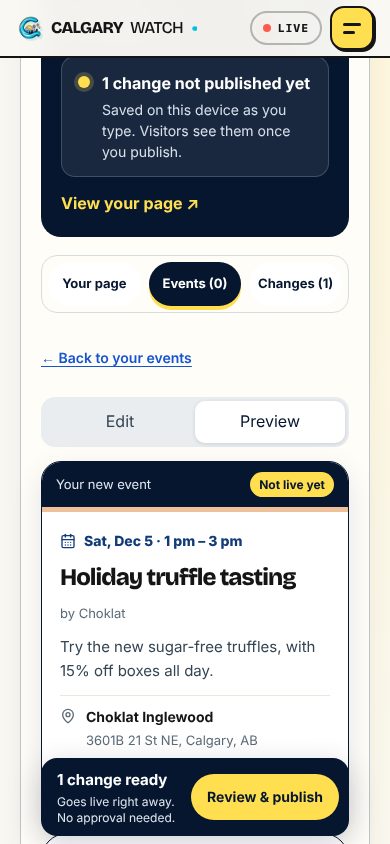 CALGARY WATCH
LIVE
1 change not published yet
Saved on this device as you
type. Visitors see them once
you publish.
View your page ↗
Your page
Events (0)
Changes (1)
← Back to your events
Edit
Preview
Your new event
Not live yet
Sat, Dec 5 · 1 pm – 3 pm
Holiday truffle tasting
by Choklat
Try the new sugar-free truffles, with
15% off boxes all day.
Choklat Inglewood
3601B 21 St NE, Calgary, AB
1 change ready
Goes live right away.
No approval needed.
Review & publish